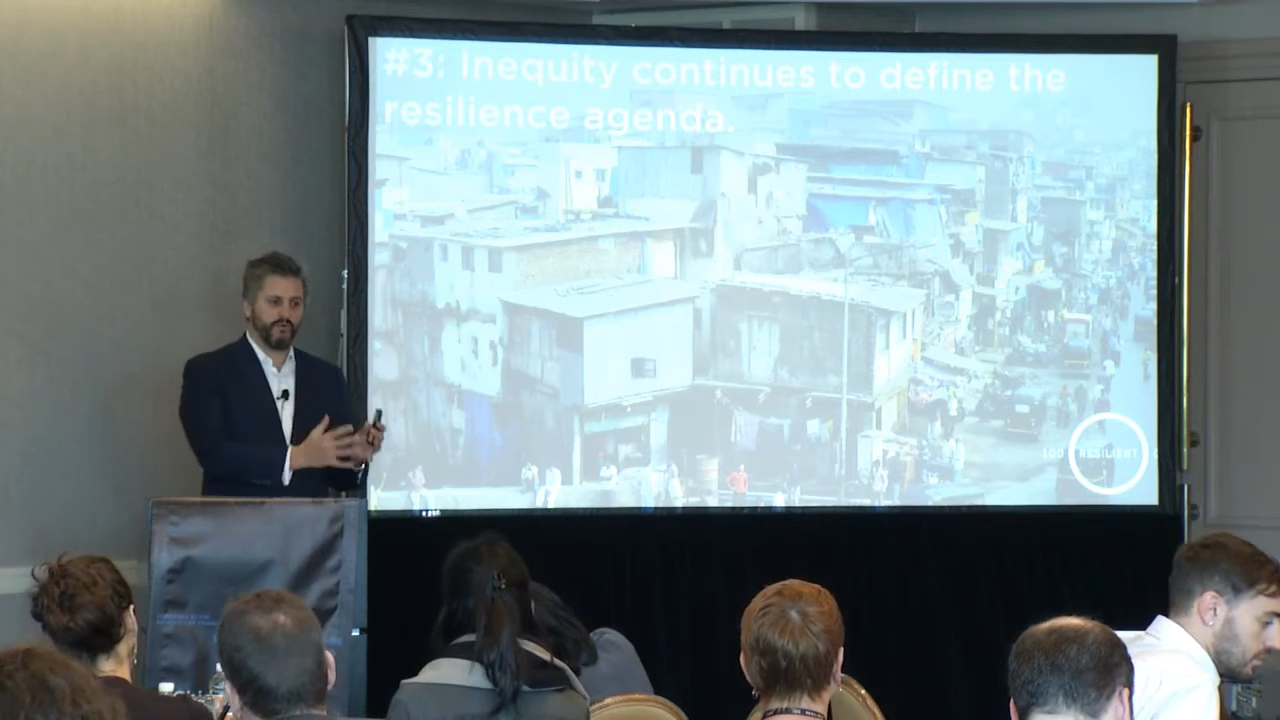 #3: Inequity continues to define the
resilience agenda.
100 RESILIENT C